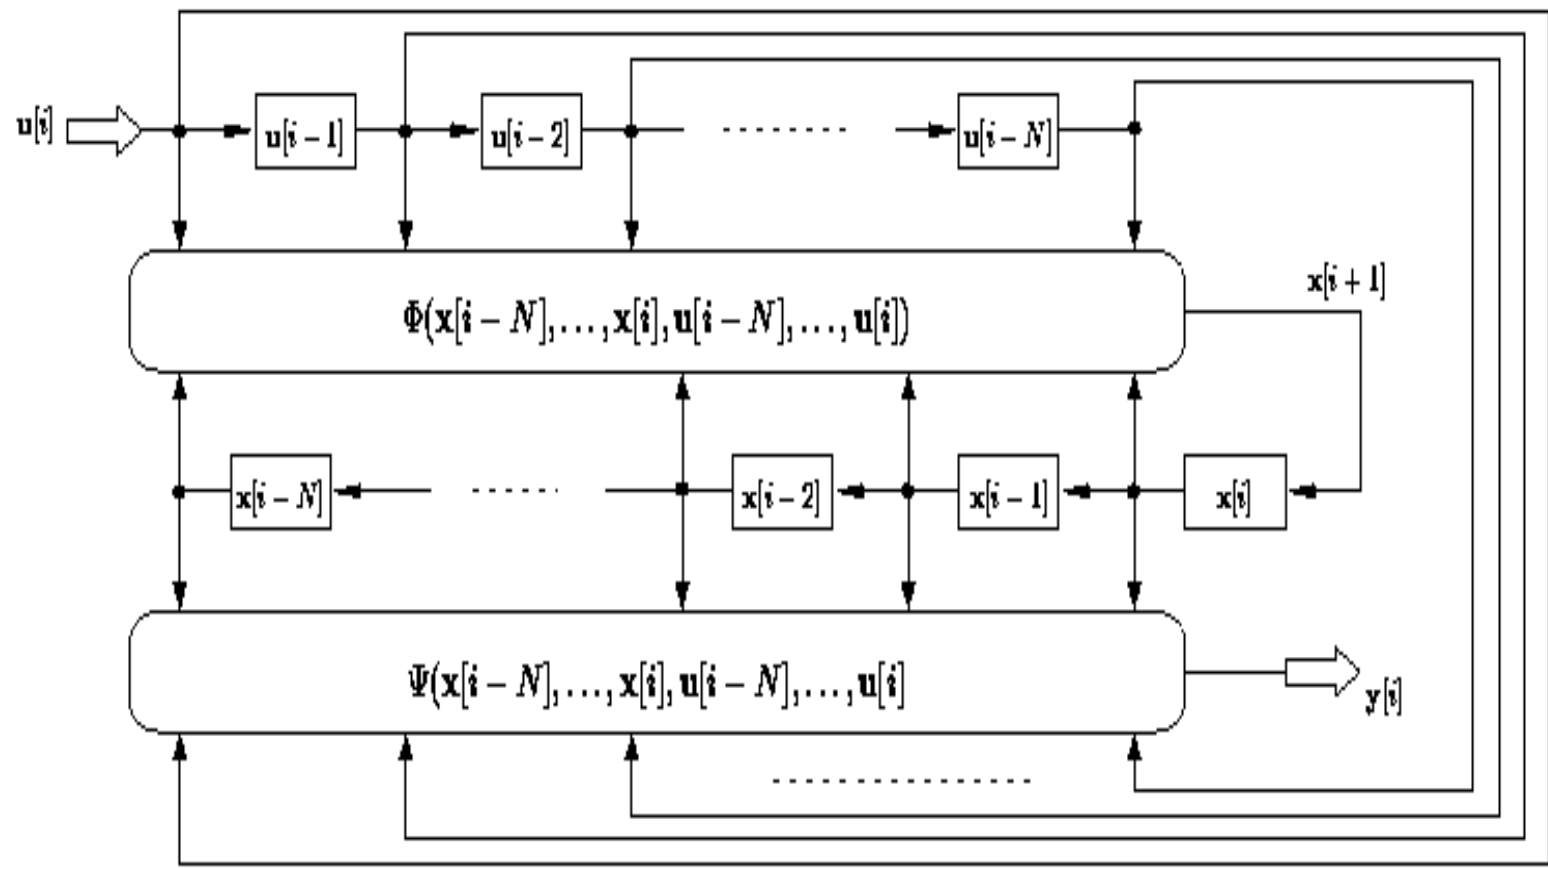 u[i] u[i − 1] u[i − 2] u[i − N]
x[i + 1]
Φ(x[i − N], . . . , x[i], u[i − N], . . . , u[i])
x[i − N] x[i − 2] x[i − 1] x[i]
Ψ(x[i − N], . . . , x[i], u[i − N], . . . , u[i]
y[i]